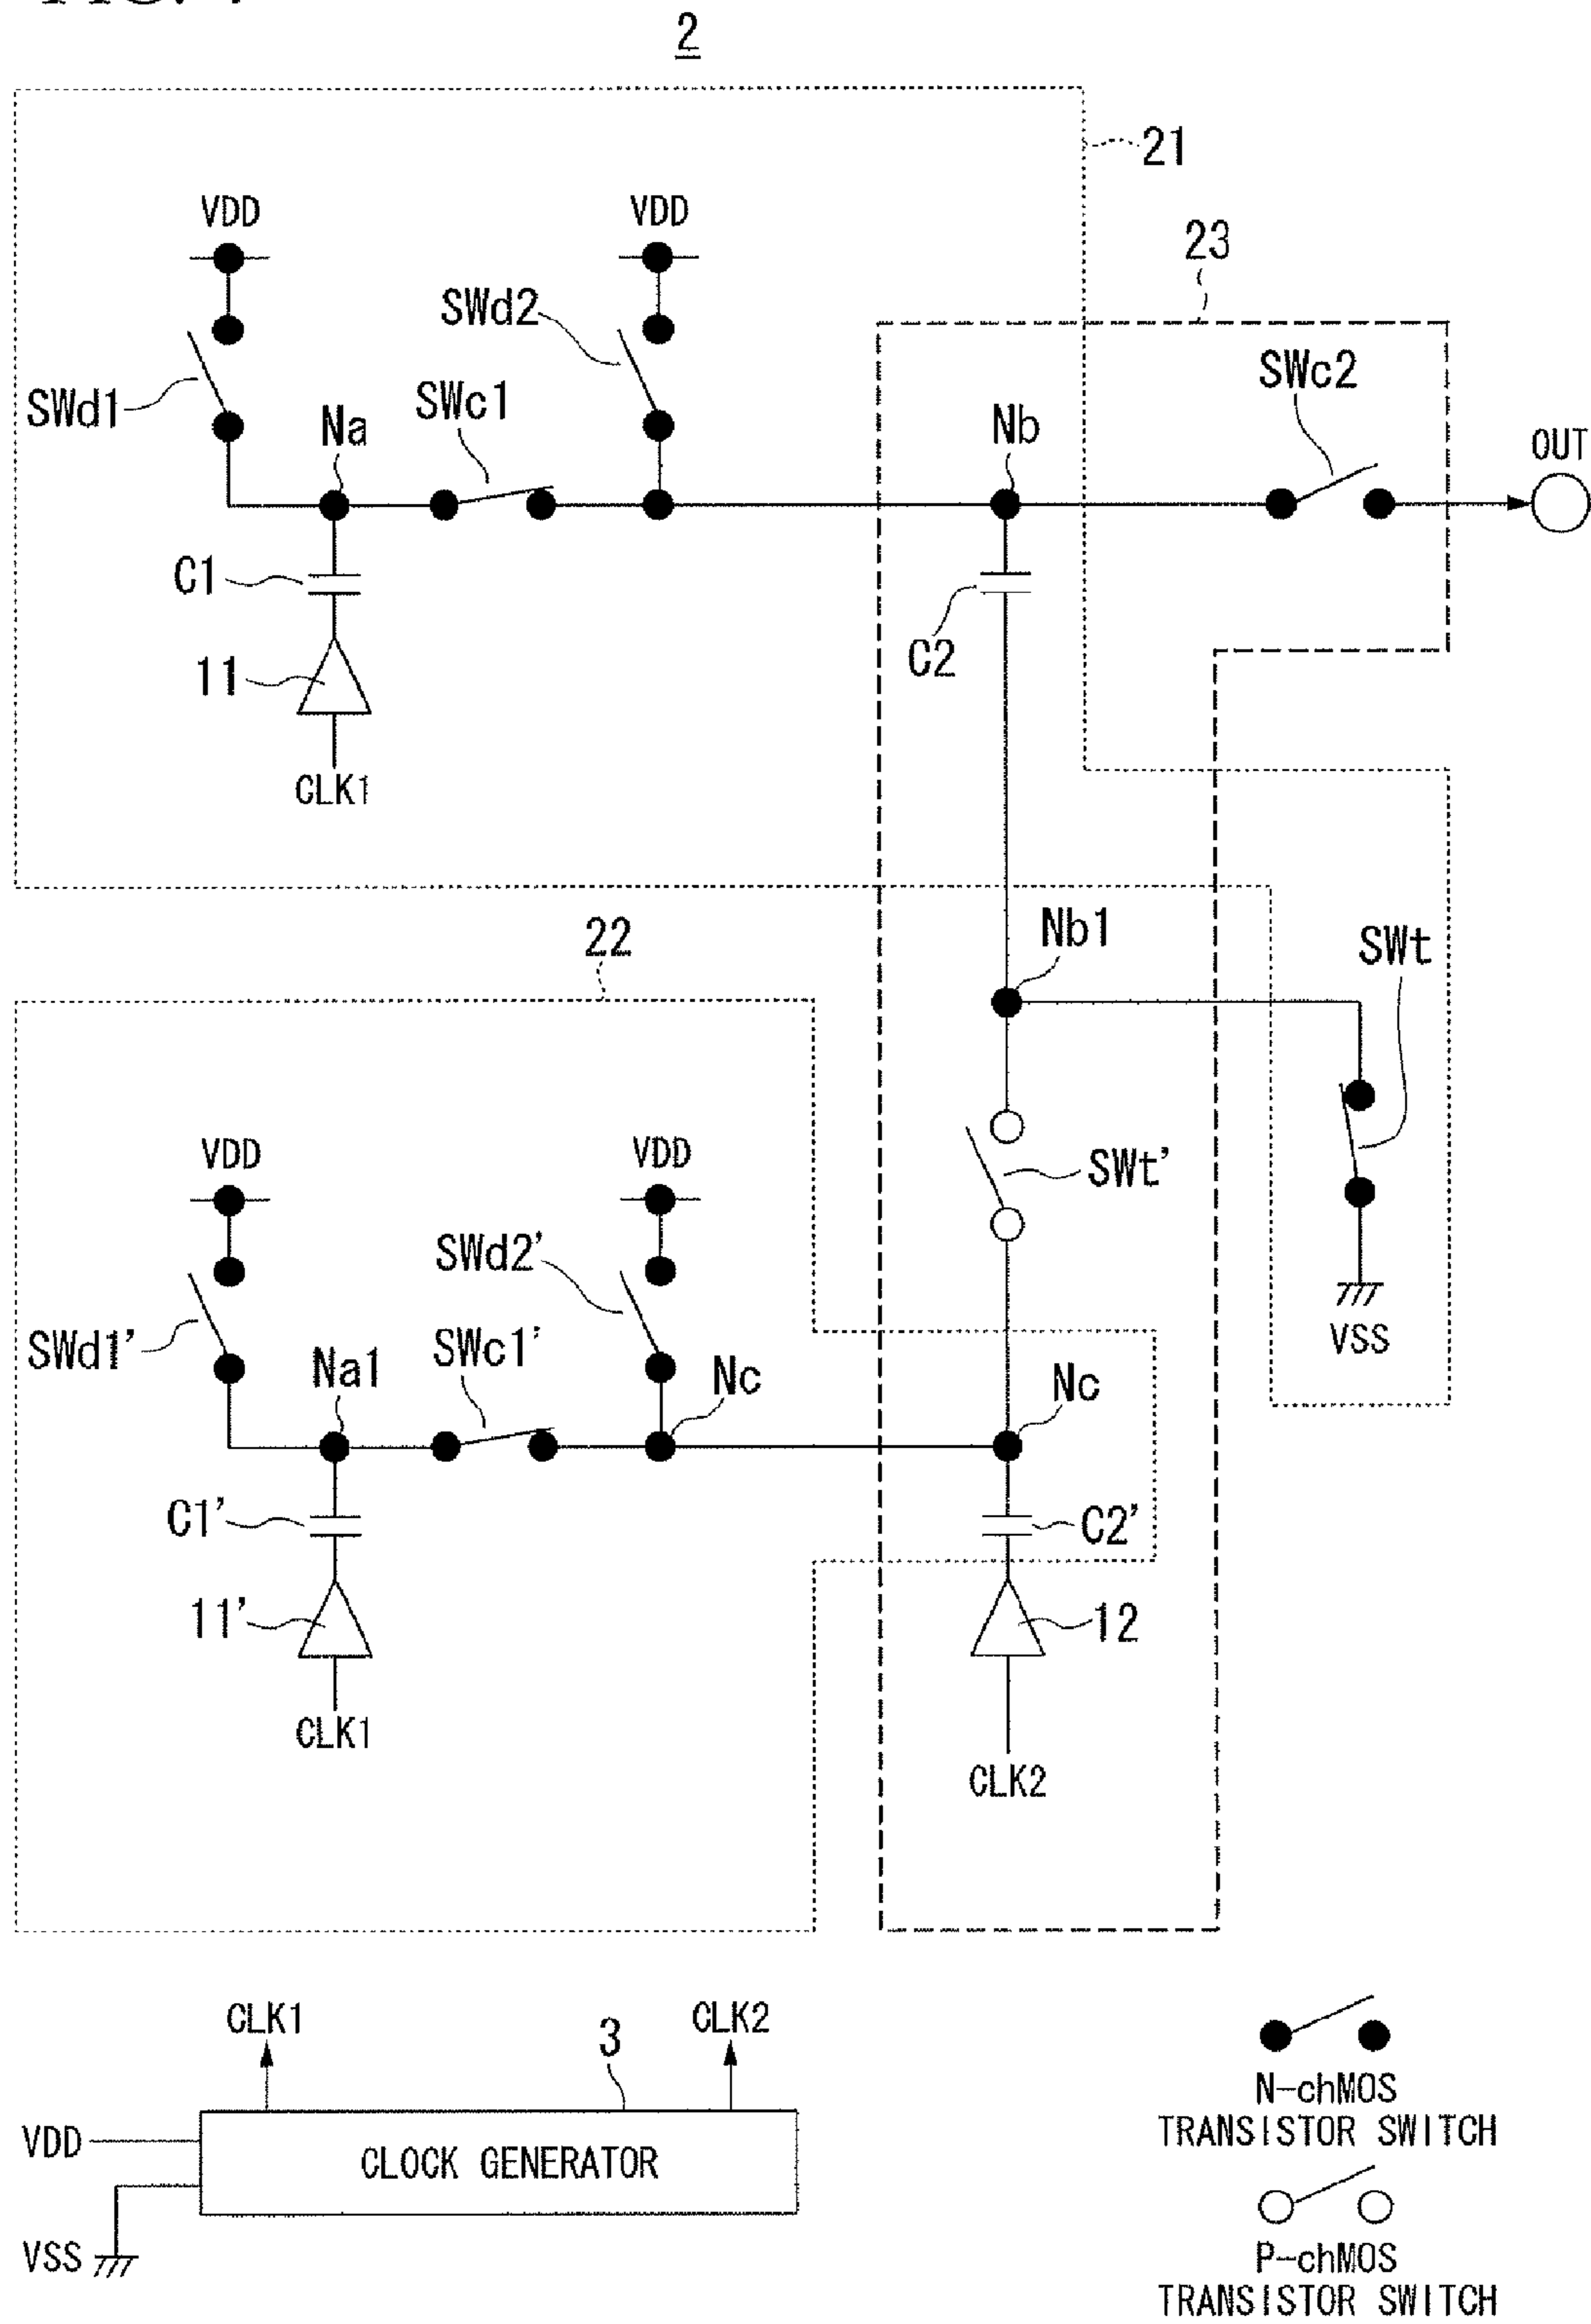 2
21
VDD
VDD
23
SWd2
SWc2
SWd1
SWc1
Na
Nb
OUT
C1
C2
11
CLK1
Nb1
SWt
22
VDD
VDD
SWt'
SWd2'
SWd1'
SWc1'
VSS
Na1
Nc
Nc
C1'
C2'
11'
12
CLK1
CLK2
CLK1
3
CLK2
N-chMOS
TRANSISTOR SWITCH
VDD
CLOCK GENERATOR
VSS
P-chMOS
TRANSISTOR SWITCH